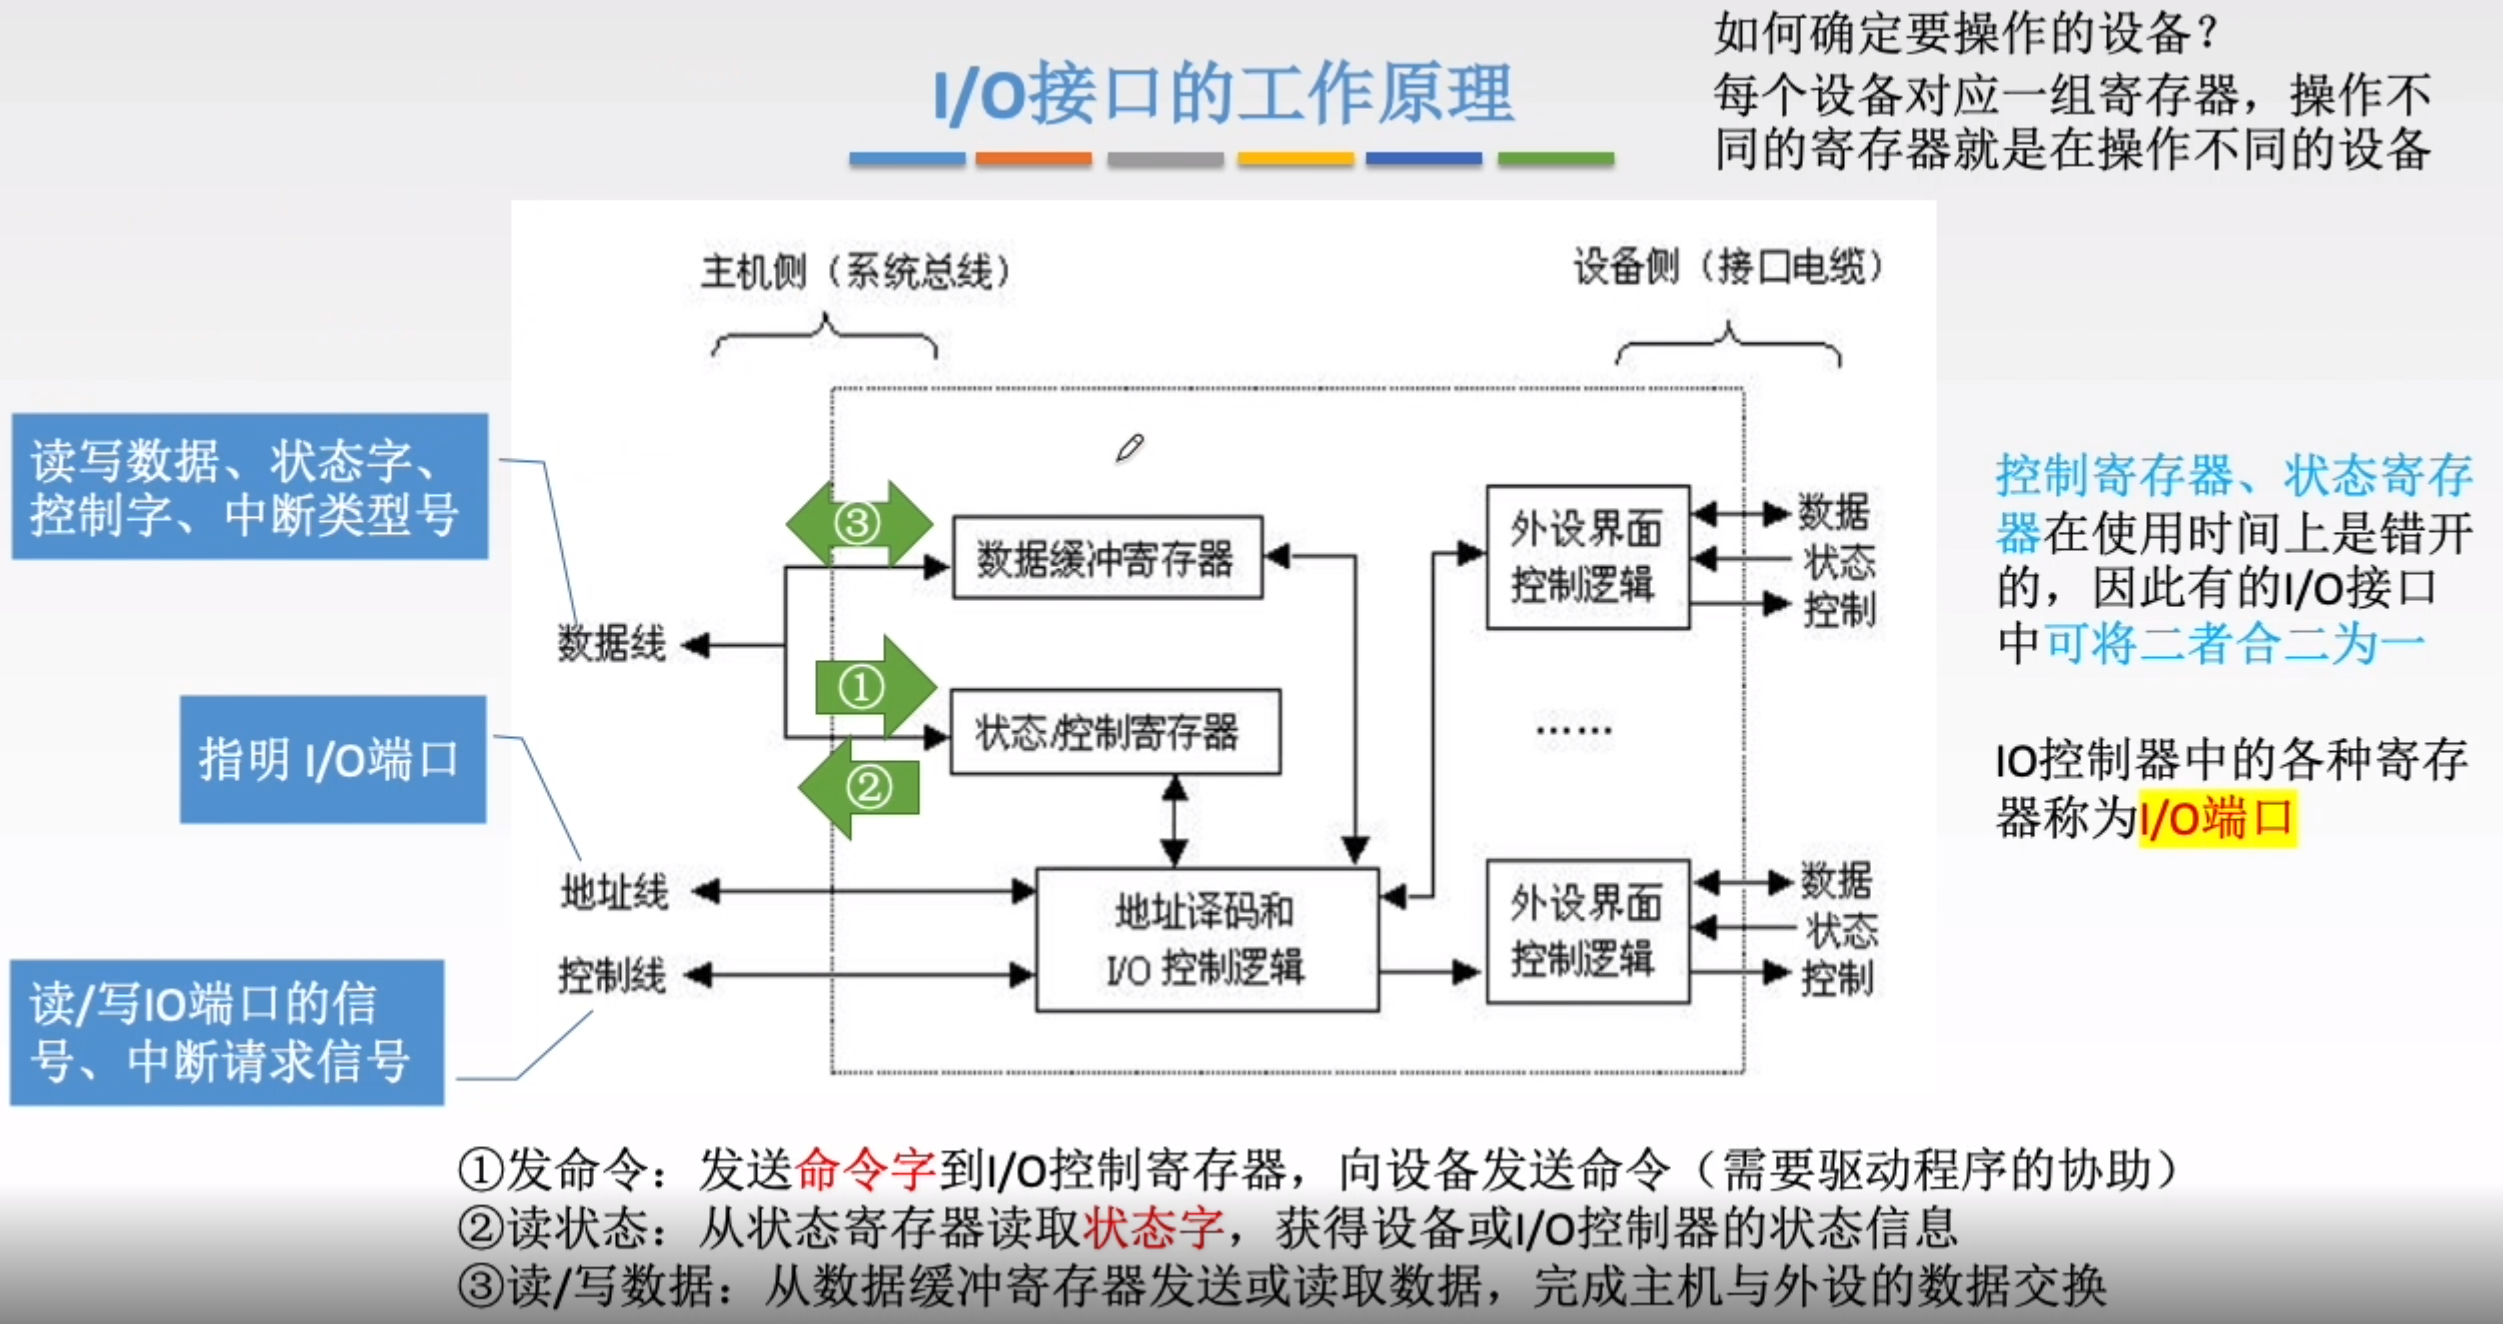 如何确定要操作的设备？
每个设备对应一组寄存器，操作不
同的寄存器就是在操作不同的设备
I/O接口的工作原理
主机侧（系统总线）
设备侧（接口电缆）
读写数据、状态字、
控制字、中断类型号
③
数据缓冲寄存器
外设界面
控制逻辑
数据
状态
控制
数据线
①
状态/控制寄存器
②
……
指明 I/O端口
控制寄存器、状态寄存
器在使用时间上是错开
的，因此有的I/O接口
中可将二者合二为一
IO控制器中的各种寄存
器称为I/O端口
地址线
地址译码和
I/O 控制逻辑
外设界面
控制逻辑
数据
状态
控制
控制线
读/写IO端口的信
号、中断请求信号
①发命令：发送命令字到I/O控制寄存器，向设备发送命令（需要驱动程序的协助）
②读状态：从状态寄存器读取状态字，获得设备或I/O控制器的状态信息
③读/写数据：从数据缓冲寄存器发送或读取数据，完成主机与外设的数据交换